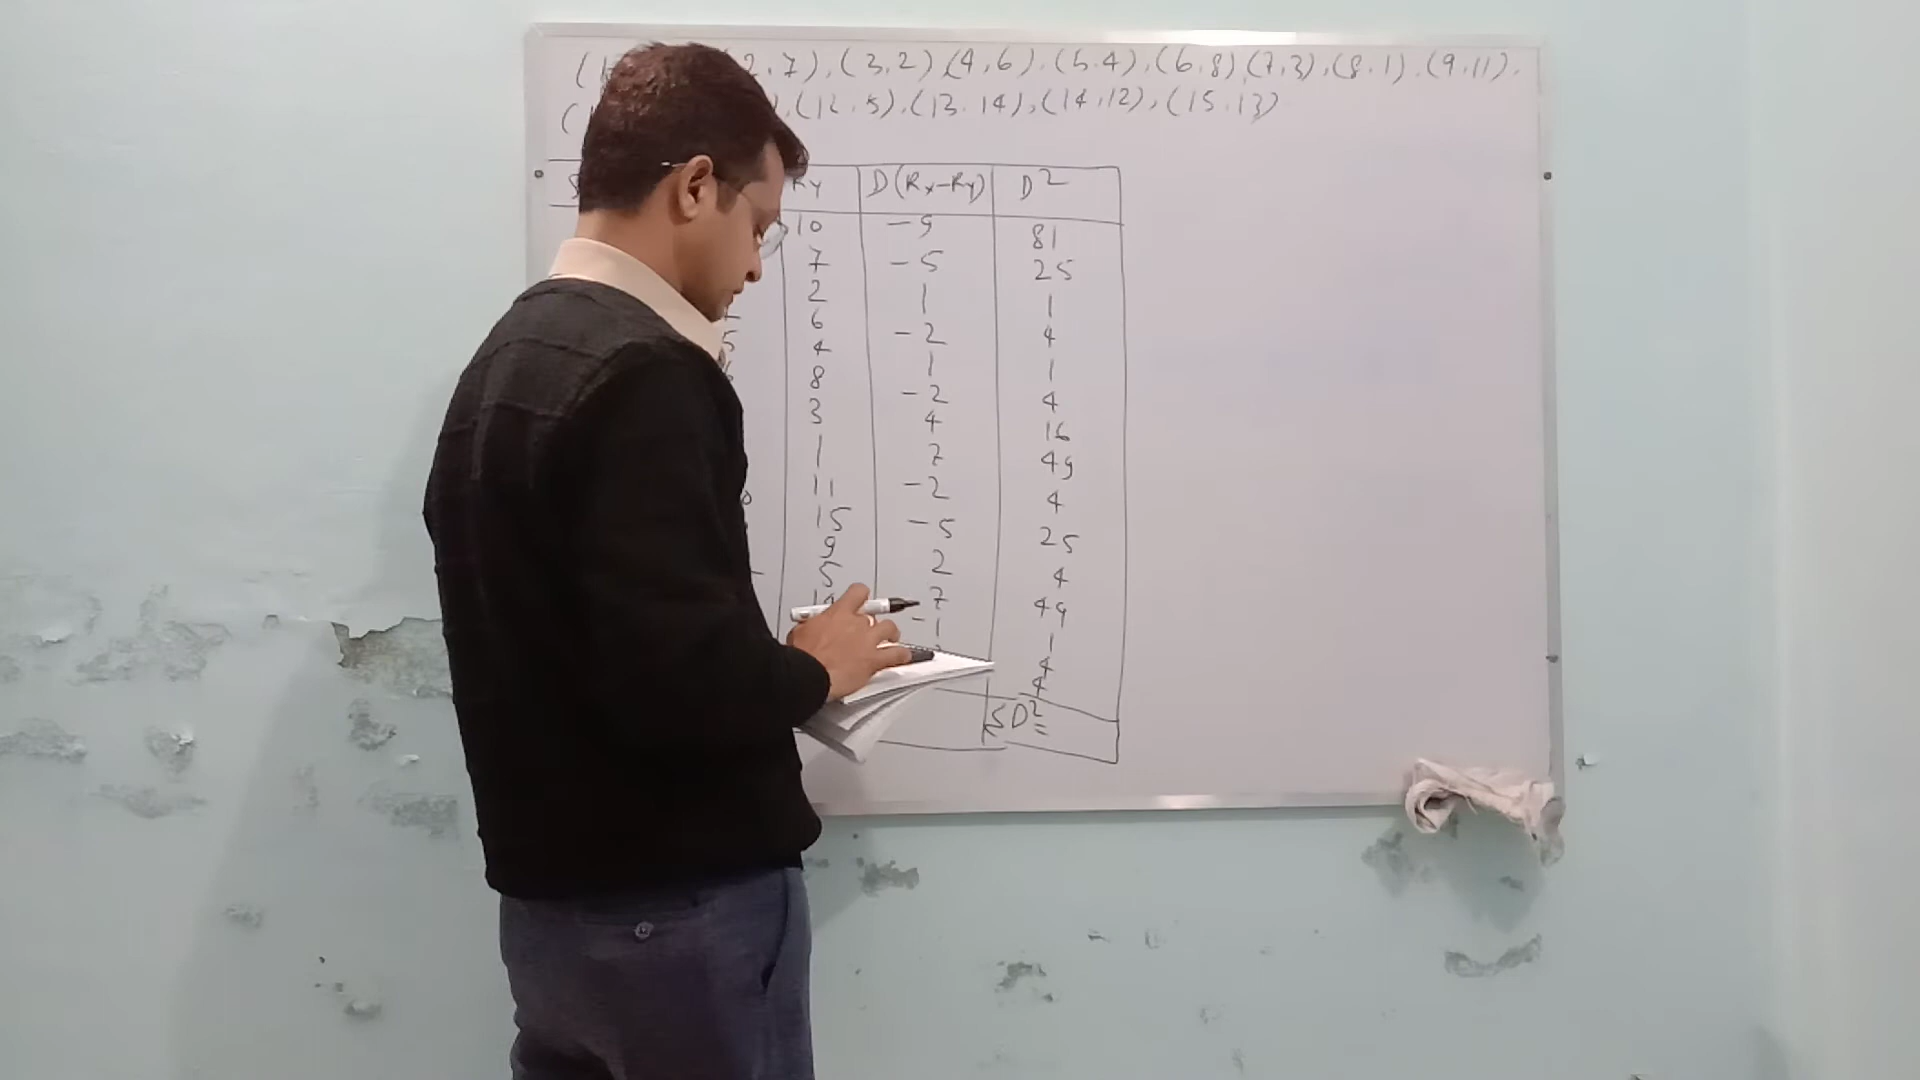 2,7),(3,2)(4,6),(5,4),(6,8),(7,3),(8,1),(9,11),
(12,5),(13,14),(14,12),(15,13)
Ry D(Rx-Ry) D²
10 -9 81
7 -5 25
2 1 1
6 -2 4
4 1 1
8 -2 4
3 4 16
1 7 49
11 -2 4
15 -5 25
9 2 4
5 7 49
14 -1 1
4
4
ΣD²=